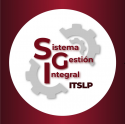 Sistema
Gestión
Integral
ITSLP